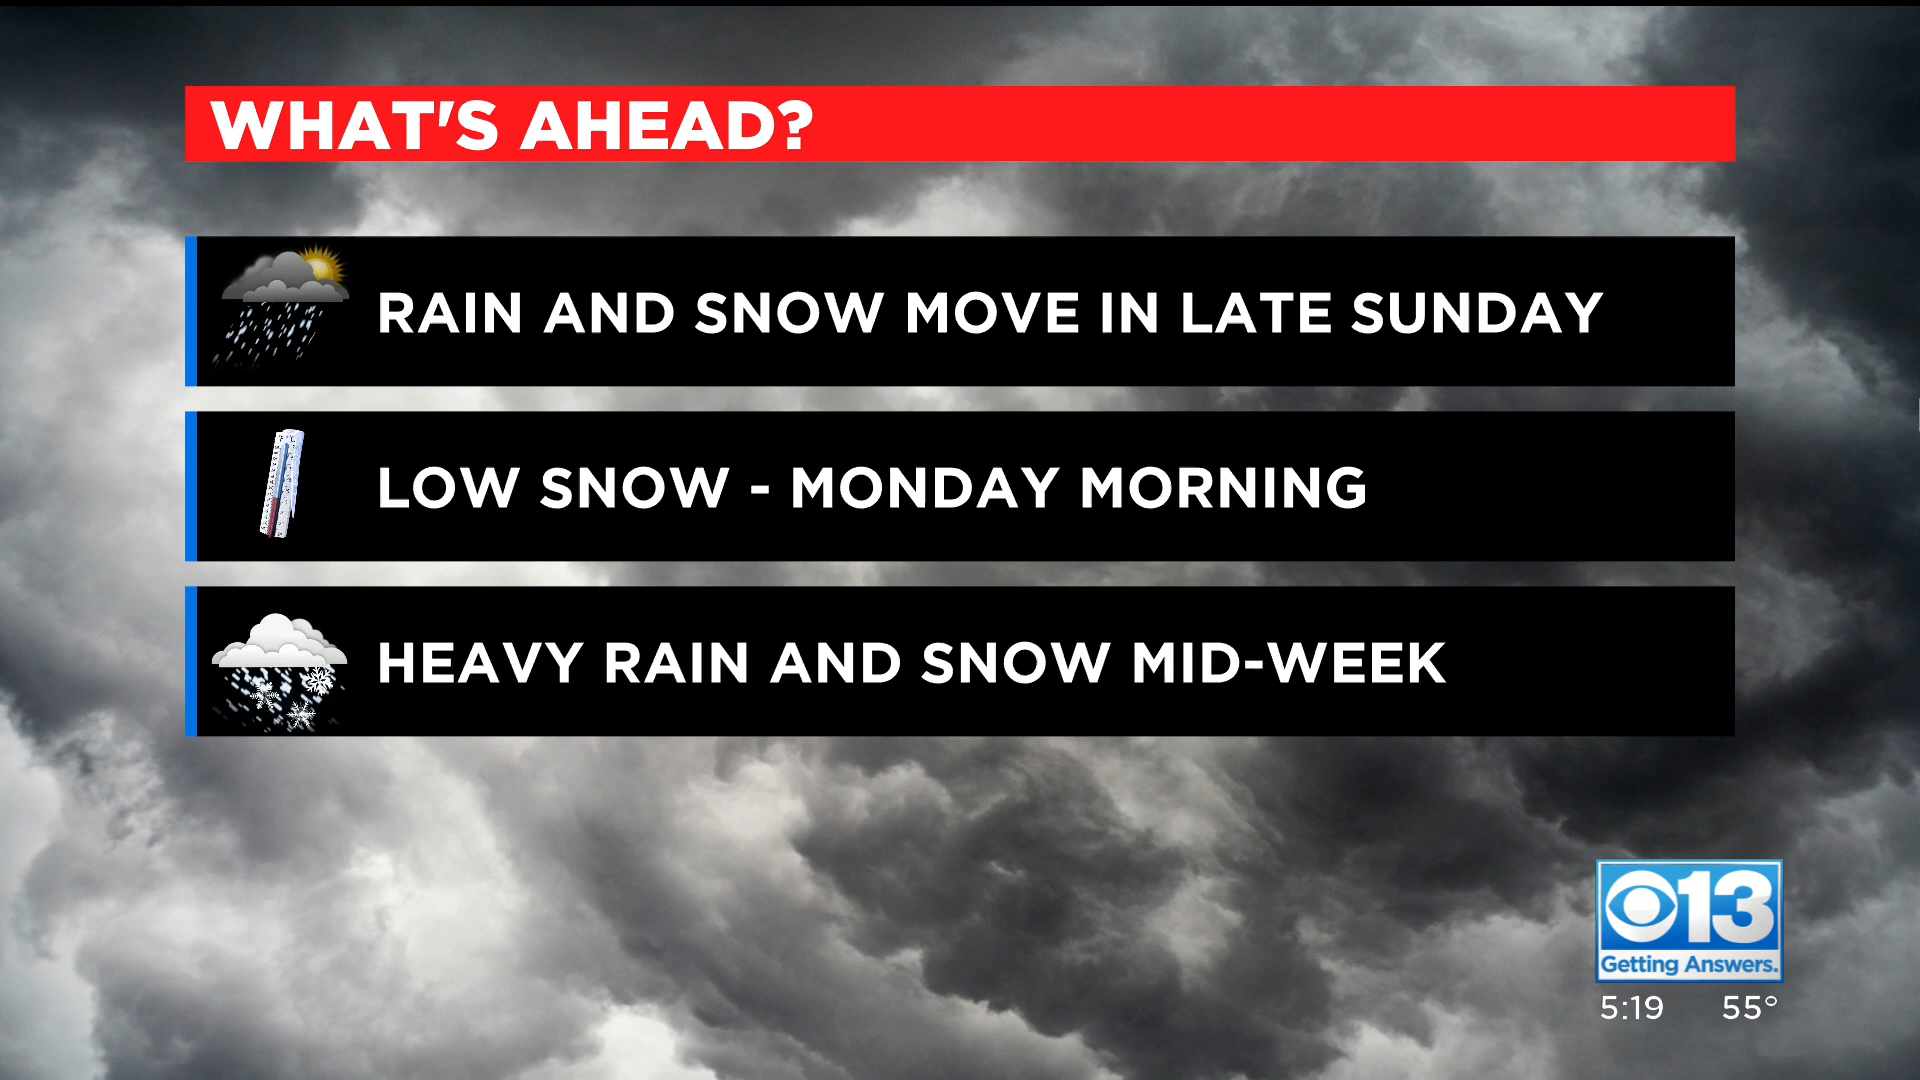 WHAT'S AHEAD?
RAIN AND SNOW MOVE IN LATE SUNDAY
LOW SNOW - MONDAY MORNING
HEAVY RAIN AND SNOW MID-WEEK
13
Getting Answers.
5:19 55°